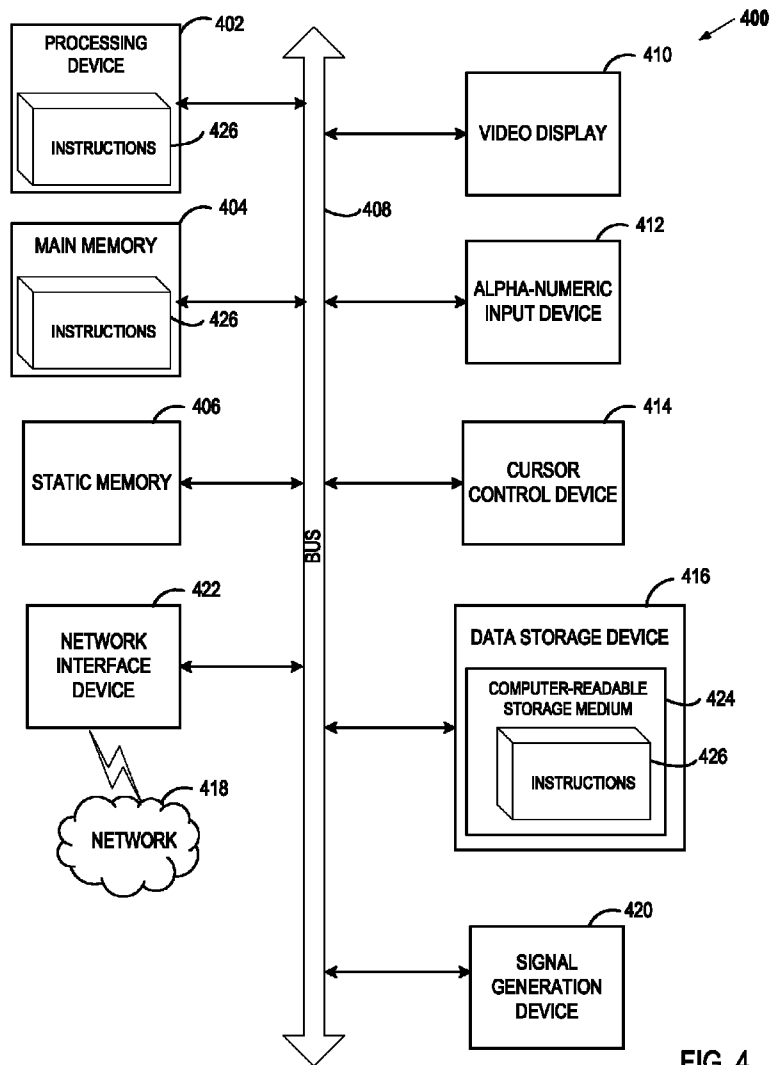 400
402
PROCESSING
DEVICE
INSTRUCTIONS
426
404
MAIN MEMORY
INSTRUCTIONS
426
406
STATIC MEMORY
422
NETWORK
INTERFACE
DEVICE
418
NETWORK
408
BUS
410
VIDEO DISPLAY
412
ALPHA-NUMERIC
INPUT DEVICE
414
CURSOR
CONTROL DEVICE
416
DATA STORAGE DEVICE
COMPUTER-READABLE
STORAGE MEDIUM
424
INSTRUCTIONS
426
420
SIGNAL
GENERATION
DEVICE
FIG. 4